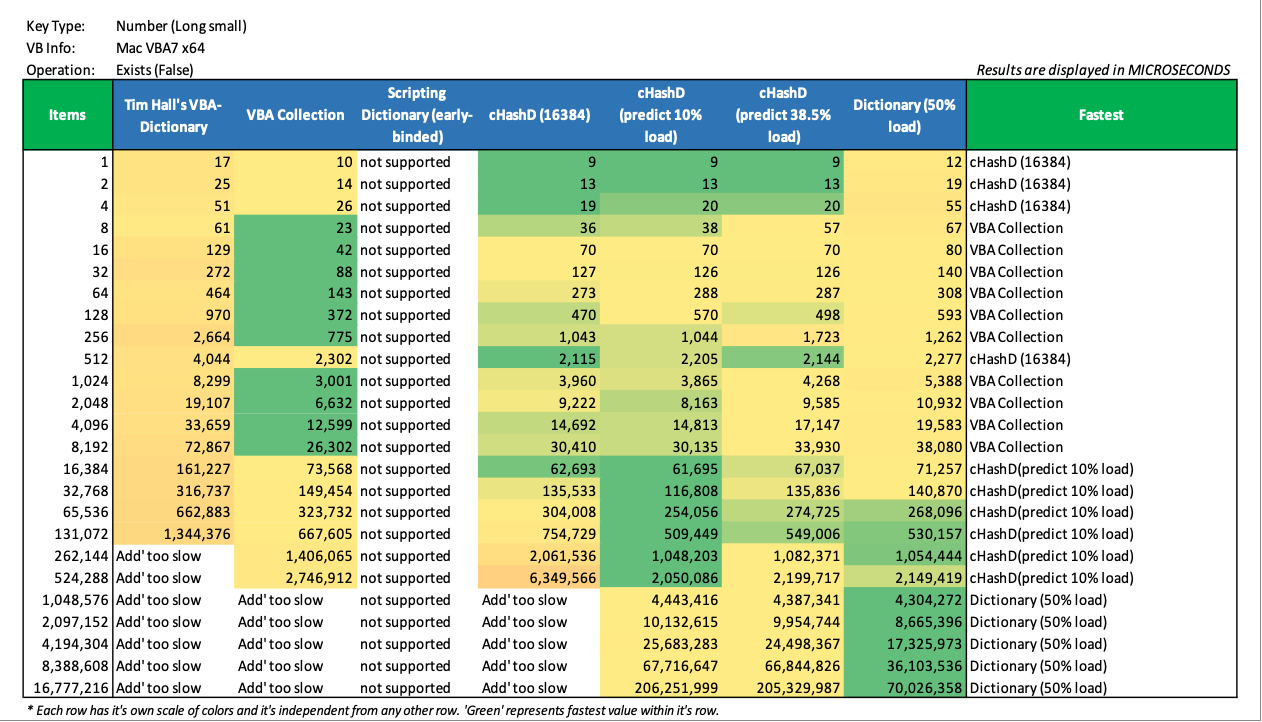 Key Type: Number (Long small)
VB Info: Mac VBA7 x64
Operation: Exists (False) Results are displayed in MICROSECONDS
Items Tim Hall's VBA-Dictionary VBA Collection Scripting Dictionary (early-binded) cHashD (16384) cHashD (predict 10% load) cHashD (predict 38.5% load) Dictionary (50% load) Fastest
1 17 10 not supported 9 9 9 12 cHashD (16384)
2 25 14 not supported 13 13 13 19 cHashD (16384)
4 51 26 not supported 19 20 20 55 cHashD (16384)
8 61 23 not supported 36 38 57 67 VBA Collection
16 129 42 not supported 70 70 70 80 VBA Collection
32 272 88 not supported 127 126 126 140 VBA Collection
64 464 143 not supported 273 288 287 308 VBA Collection
128 970 372 not supported 470 570 498 593 VBA Collection
256 2,664 775 not supported 1,043 1,044 1,723 1,262 VBA Collection
512 4,044 2,302 not supported 2,115 2,205 2,144 2,277 cHashD (16384)
1,024 8,299 3,001 not supported 3,960 3,865 4,268 5,388 VBA Collection
2,048 19,107 6,632 not supported 9,222 8,163 9,585 10,932 VBA Collection
4,096 33,659 12,599 not supported 14,692 14,813 17,147 19,583 VBA Collection
8,192 72,867 26,302 not supported 30,410 30,135 33,930 38,080 VBA Collection
16,384 161,227 73,568 not supported 62,693 61,695 67,037 71,257 cHashD(predict 10% load)
32,768 316,737 149,454 not supported 135,533 116,808 135,836 140,870 cHashD(predict 10% load)
65,536 662,883 323,732 not supported 304,008 254,056 274,725 268,096 cHashD(predict 10% load)
131,072 1,344,376 667,605 not supported 754,729 509,449 549,006 530,157 cHashD(predict 10% load)
262,144 Add' too slow 1,406,065 not supported 2,061,536 1,048,203 1,082,371 1,054,444 cHashD(predict 10% load)
524,288 Add' too slow 2,746,912 not supported 6,349,566 2,050,086 2,199,717 2,149,419 cHashD(predict 10% load)
1,048,576 Add' too slow Add' too slow not supported Add' too slow 4,443,416 4,387,341 4,304,272 Dictionary (50% load)
2,097,152 Add' too slow Add' too slow not supported Add' too slow 10,132,615 9,954,744 8,665,396 Dictionary (50% load)
4,194,304 Add' too slow Add' too slow not supported Add' too slow 25,683,283 24,498,367 17,325,973 Dictionary (50% load)
8,388,608 Add' too slow Add' too slow not supported Add' too slow 67,716,647 66,844,826 36,103,536 Dictionary (50% load)
16,777,216 Add' too slow Add' too slow not supported Add' too slow 206,251,999 205,329,987 70,026,358 Dictionary (50% load)
* Each row has it's own scale of colors and it's independent from any other row. 'Green' represents fastest value within it's row.